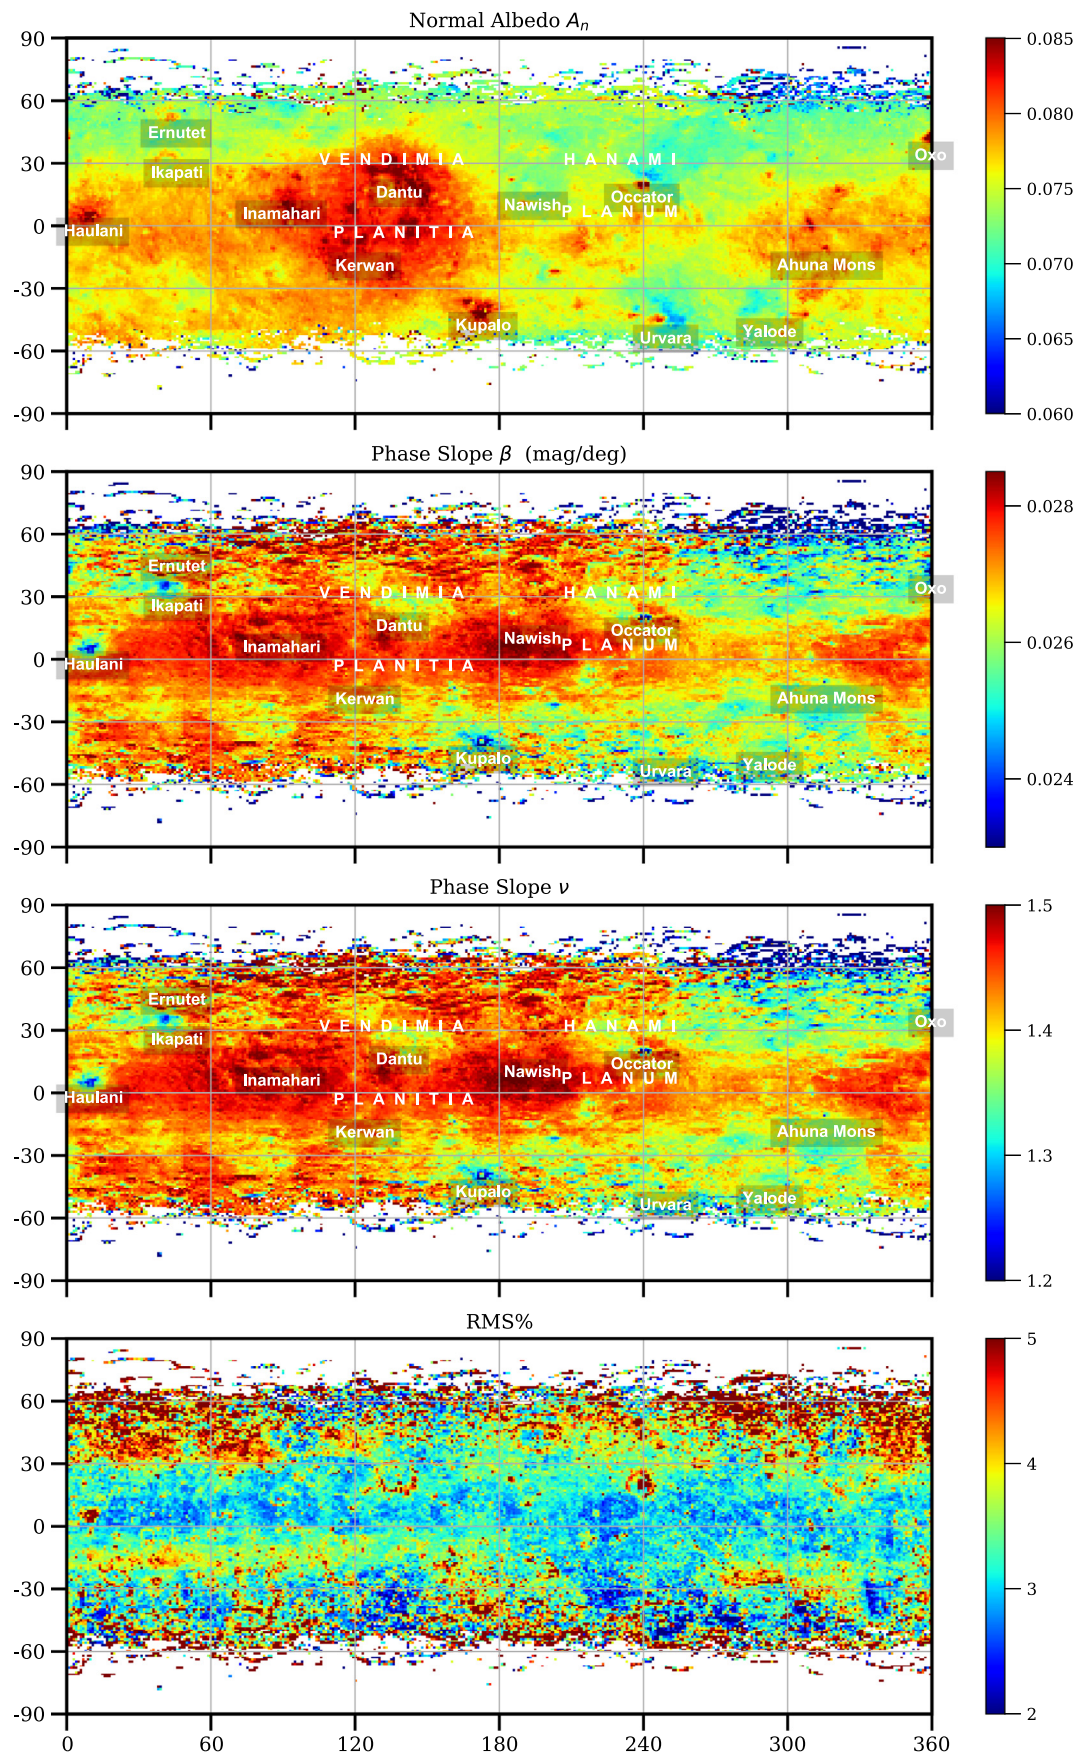 Normal Albedo Aₙ
90
60
30
0
-30
-60
-90
Ernutet
Ikapati
V E N D I M I A
H A N A M I
Oxo
Dantu
Inamahari
Nawish
Occator
P L A N U M
Haulani
P L A N I T I A
Kerwan
Ahuna Mons
Kupalo
Urvara
Yalode
0.085
0.080
0.075
0.070
0.065
0.060
Phase Slope β (mag/deg)
90
60
30
0
-30
-60
-90
Ernutet
Ikapati
V E N D I M I A
H A N A M I
Oxo
Dantu
Inamahari
Nawish
Occator
P L A N U M
Haulani
P L A N I T I A
Kerwan
Ahuna Mons
Kupalo
Urvara
Yalode
0.028
0.026
0.024
Phase Slope ν
90
60
30
0
-30
-60
-90
Ernutet
Ikapati
V E N D I M I A
H A N A M I
Oxo
Dantu
Inamahari
Nawish
Occator
P L A N U M
Haulani
P L A N I T I A
Kerwan
Ahuna Mons
Kupalo
Urvara
Yalode
1.5
1.4
1.3
1.2
RMS%
90
60
30
0
-30
-60
-90
5
4
3
2
0 60 120 180 240 300 360